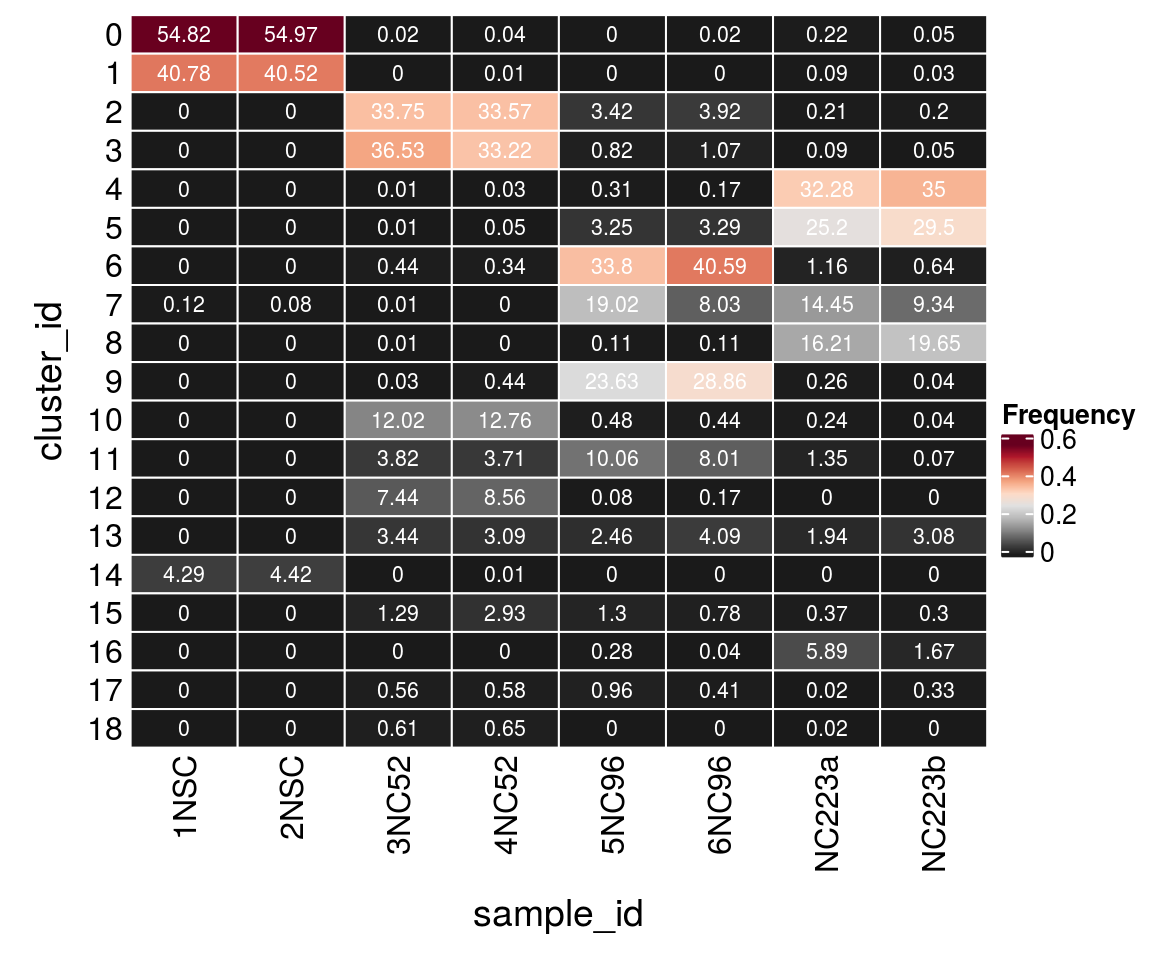 0 54.82 54.97 0.02 0.04 0 0.02 0.22 0.05
1 40.78 40.52 0 0.01 0 0 0.09 0.03
2 0 0 33.75 33.57 3.42 3.92 0.21 0.2
3 0 0 36.53 33.22 0.82 1.07 0.09 0.05
4 0 0 0.01 0.03 0.31 0.17 32.28 35
5 0 0 0.01 0.05 3.25 3.29 25.2 29.5
6 0 0 0.44 0.34 33.8 40.59 1.16 0.64
7 0.12 0.08 0.01 0 19.02 8.03 14.45 9.34
8 0 0 0.01 0 0.11 0.11 16.21 19.65
9 0 0 0.03 0.44 23.63 28.86 0.26 0.04
10 0 0 12.02 12.76 0.48 0.44 0.24 0.04
11 0 0 3.82 3.71 10.06 8.01 1.35 0.07
12 0 0 7.44 8.56 0.08 0.17 0 0
13 0 0 3.44 3.09 2.46 4.09 1.94 3.08
14 4.29 4.42 0 0.01 0 0 0 0
15 0 0 1.29 2.93 1.3 0.78 0.37 0.3
16 0 0 0 0 0.28 0.04 5.89 1.67
17 0 0 0.56 0.58 0.96 0.41 0.02 0.33
18 0 0 0.61 0.65 0 0 0.02 0
1NSC 2NSC 3NC52 4NC52 5NC96 6NC96 NC223a NC223b
sample_id
cluster_id
Frequency
0.6
0.4
0.2
0